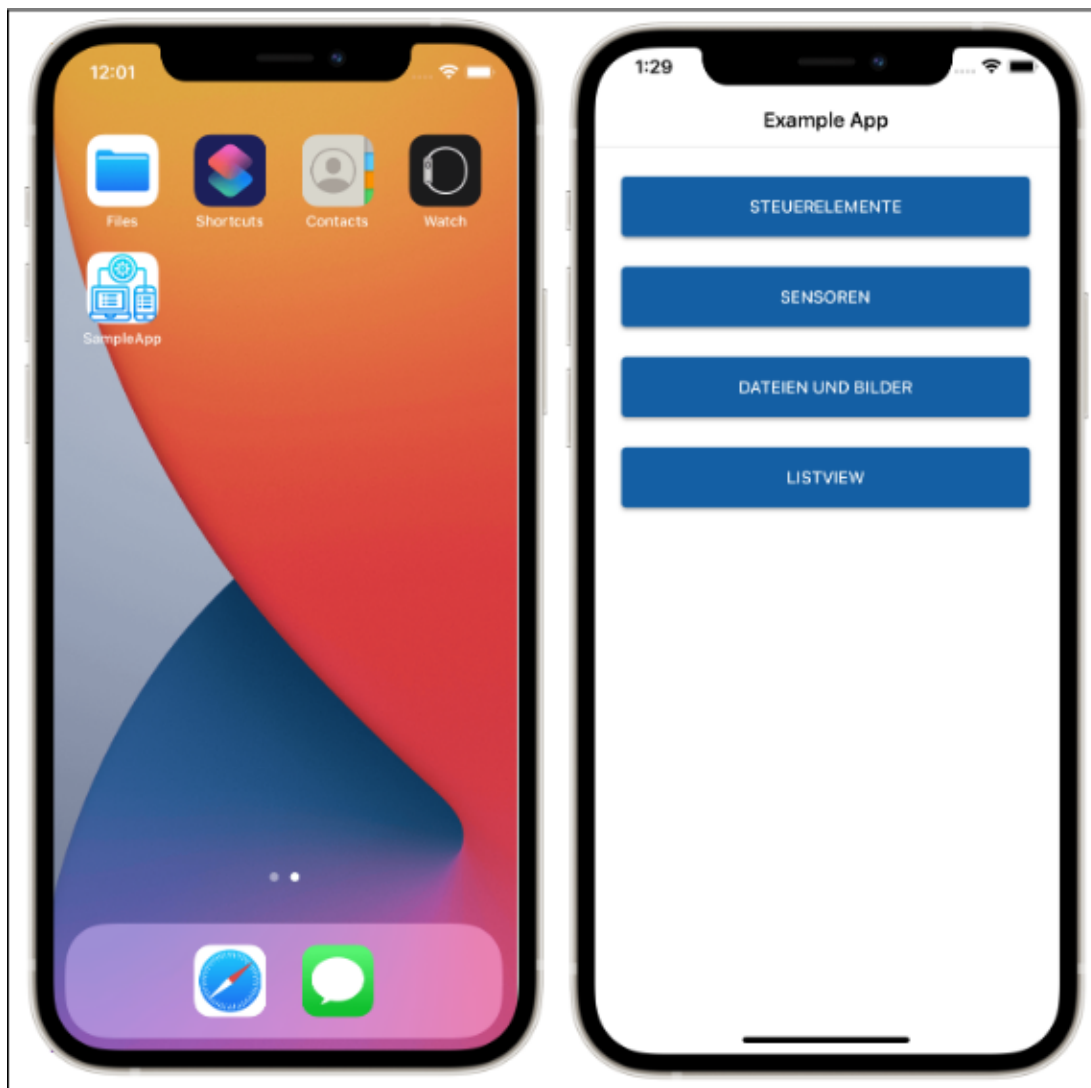 12:01
Files
Shortcuts
Contacts
Watch
SampleApp
1:29
Example App
STEUERELEMENTE
SENSOREN
DATEIEN UND BILDER
LISTVIEW